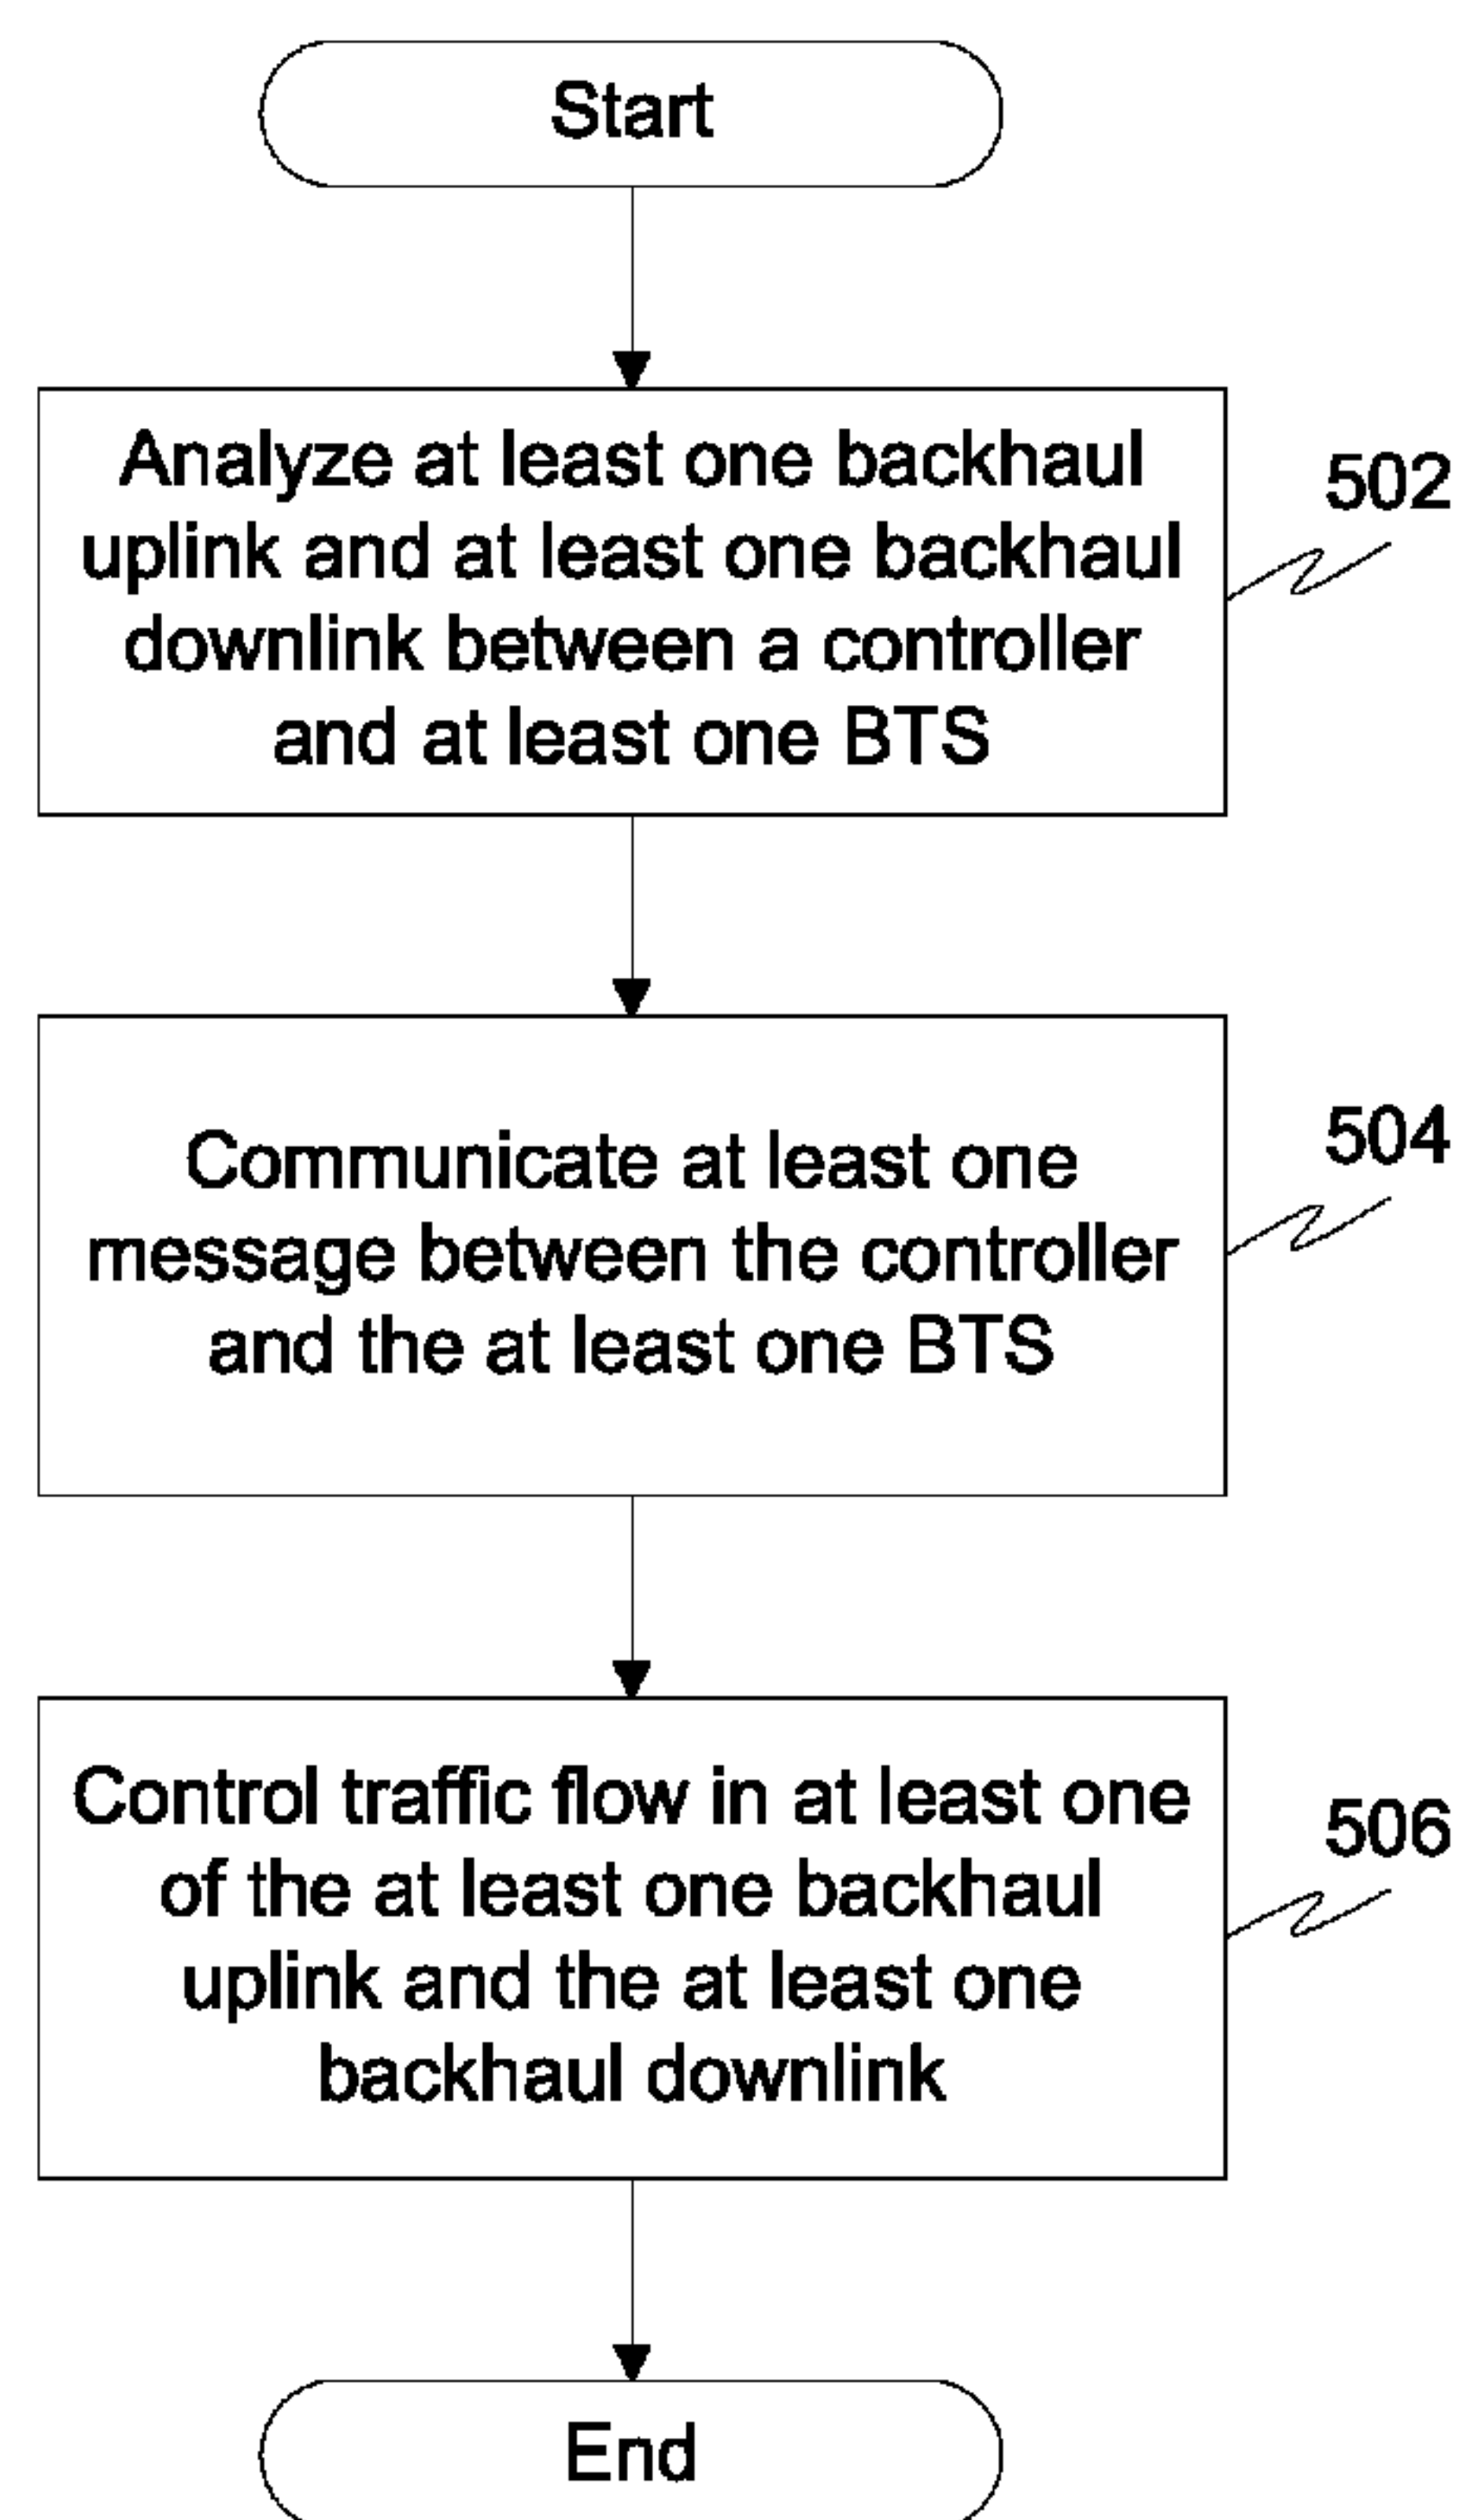 Start
Analyze at least one backhaul
uplink and at least one backhaul
downlink between a controller
and at least one BTS
502
Communicate at least one
message between the controller
and the at least one BTS
504
Control traffic flow in at least one
of the at least one backhaul
uplink and the at least one
backhaul downlink
506
End